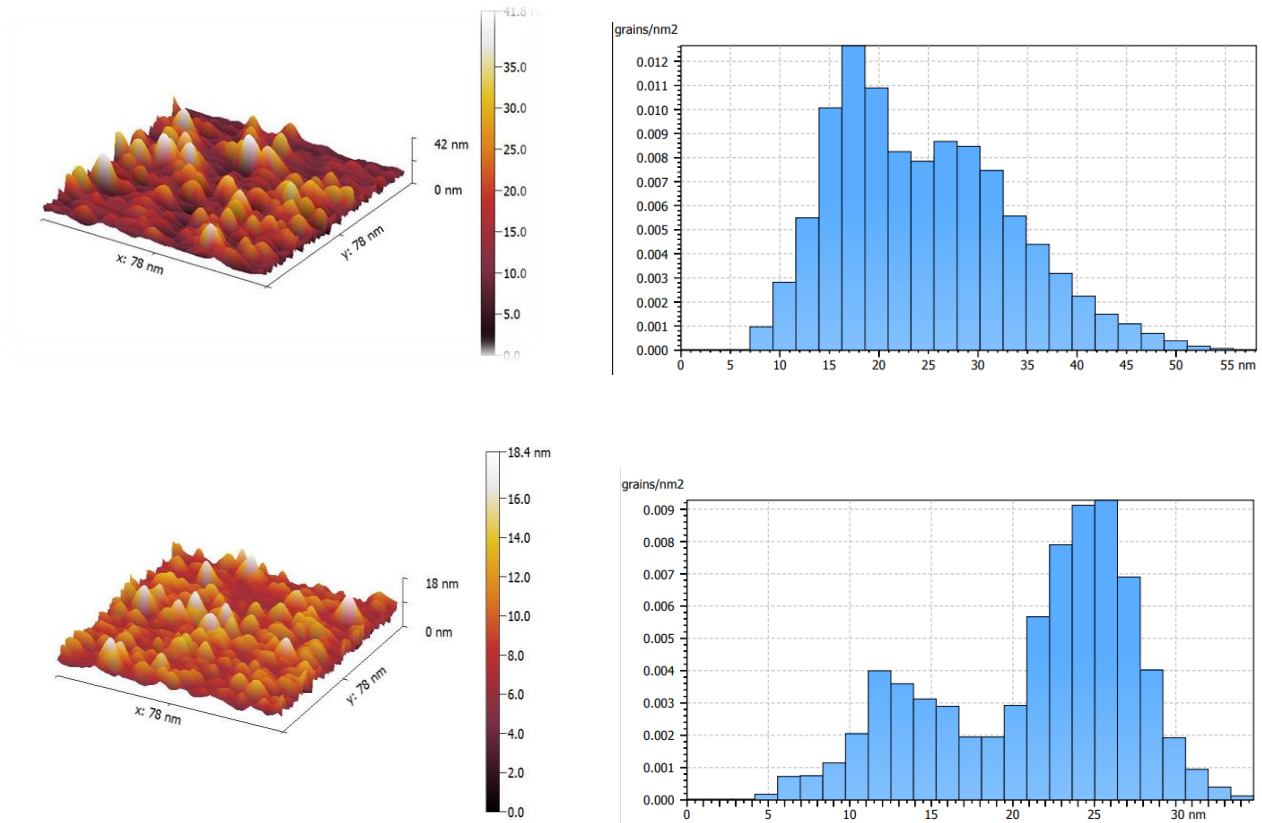 41.8 n
35.0
30.0
25.0
20.0
15.0
10.0
5.0
0.0
42 nm
0 nm
x: 78 nm
y: 78 nm
grains/nm2
0.012
0.011
0.010
0.009
0.008
0.007
0.006
0.005
0.004
0.003
0.002
0.001
0.000
0 5 10 15 20 25 30 35 40 45 50 55 nm
18.4 nm
16.0
14.0
12.0
10.0
8.0
6.0
4.0
2.0
0.0
18 nm
0 nm
x: 78 nm
y: 78 nm
grains/nm2
0.009
0.008
0.007
0.006
0.005
0.004
0.003
0.002
0.001
0.000
0 5 10 15 20 25 30 nm